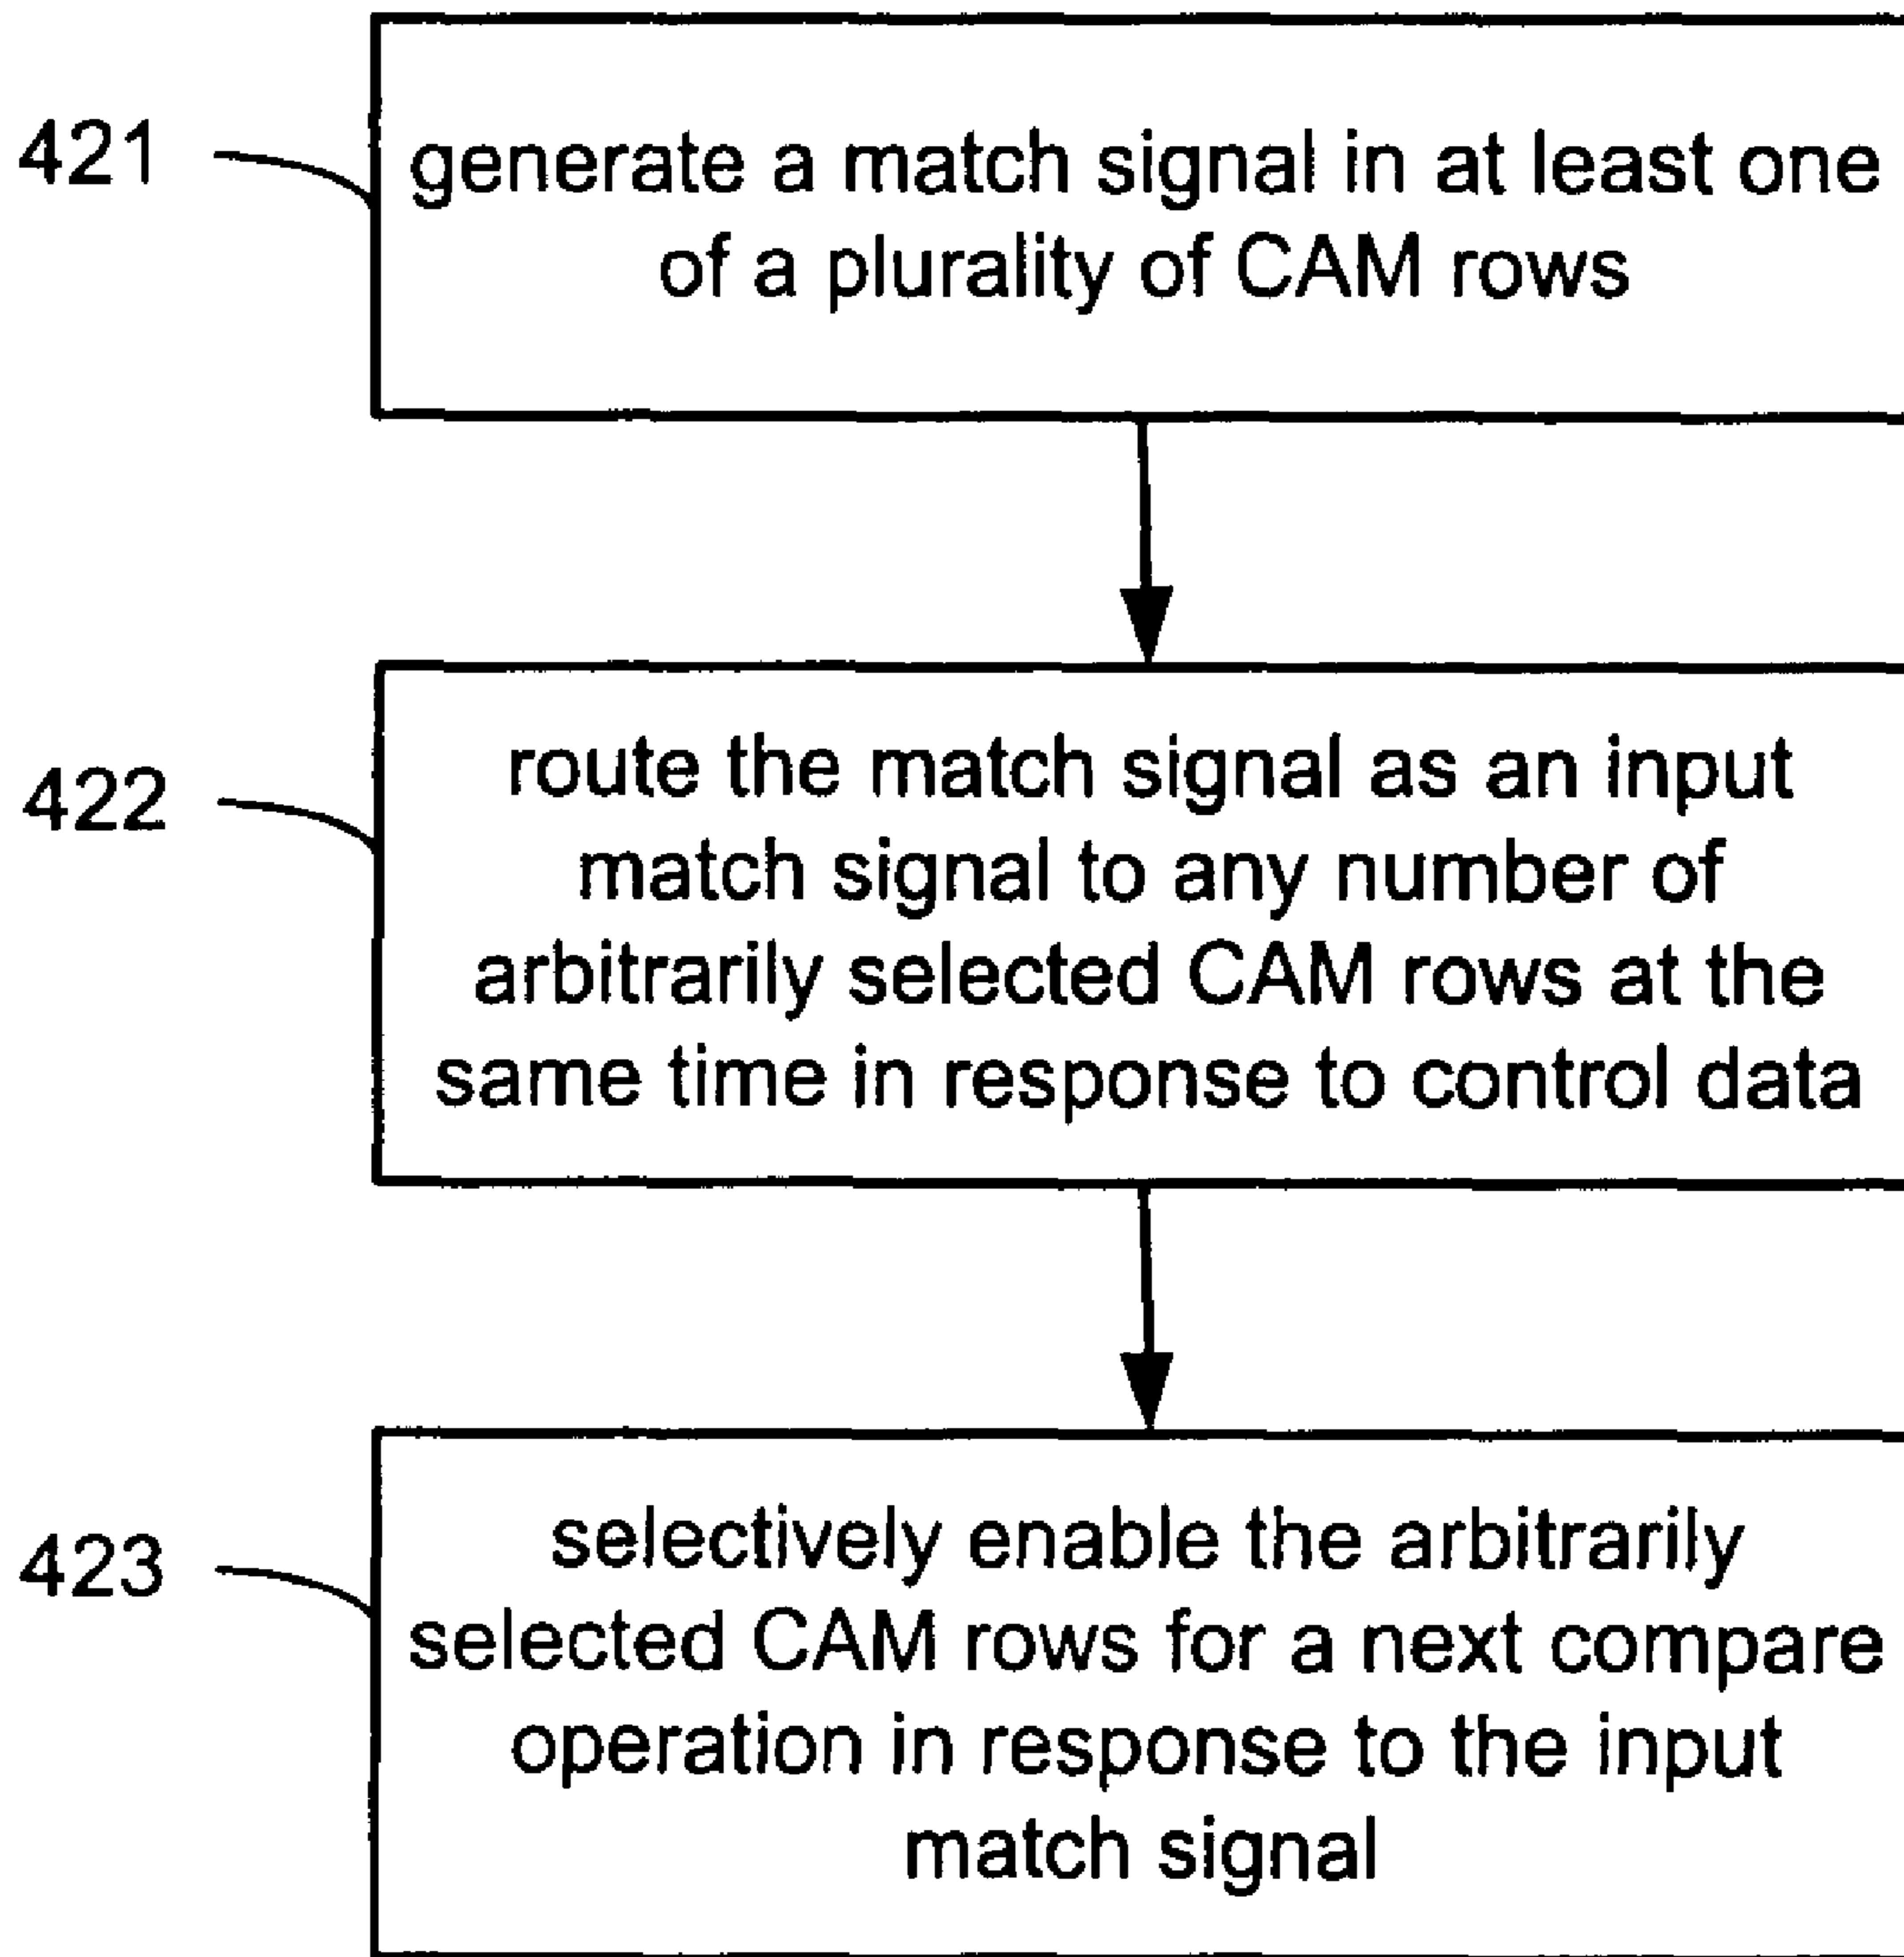 421
generate a match signal in at least one
of a plurality of CAM rows
422
route the match signal as an input
match signal to any number of
arbitrarily selected CAM rows at the
same time in response to control data
423
selectively enable the arbitrarily
selected CAM rows for a next compare
operation in response to the input
match signal